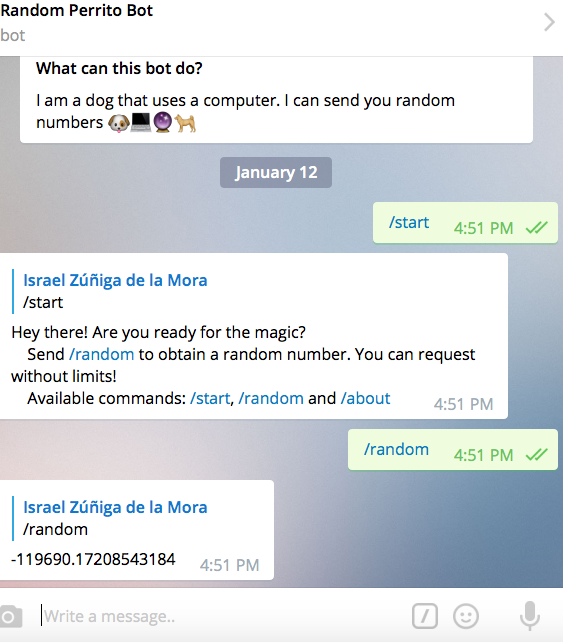 Random Perrito Bot
bot
What can this bot do?
I am a dog that uses a computer. I can send you random
numbers 🐶💻🔮🐕
January 12
/start 4:51 PM
Israel Zúñiga de la Mora
/start
Hey there! Are you ready for the magic?
Send /random to obtain a random number. You can request
without limits!
Available commands: /start, /random and /about 4:51 PM
/random 4:51 PM
Israel Zúñiga de la Mora
/random
-119690.17208543184 4:51 PM
Write a message..